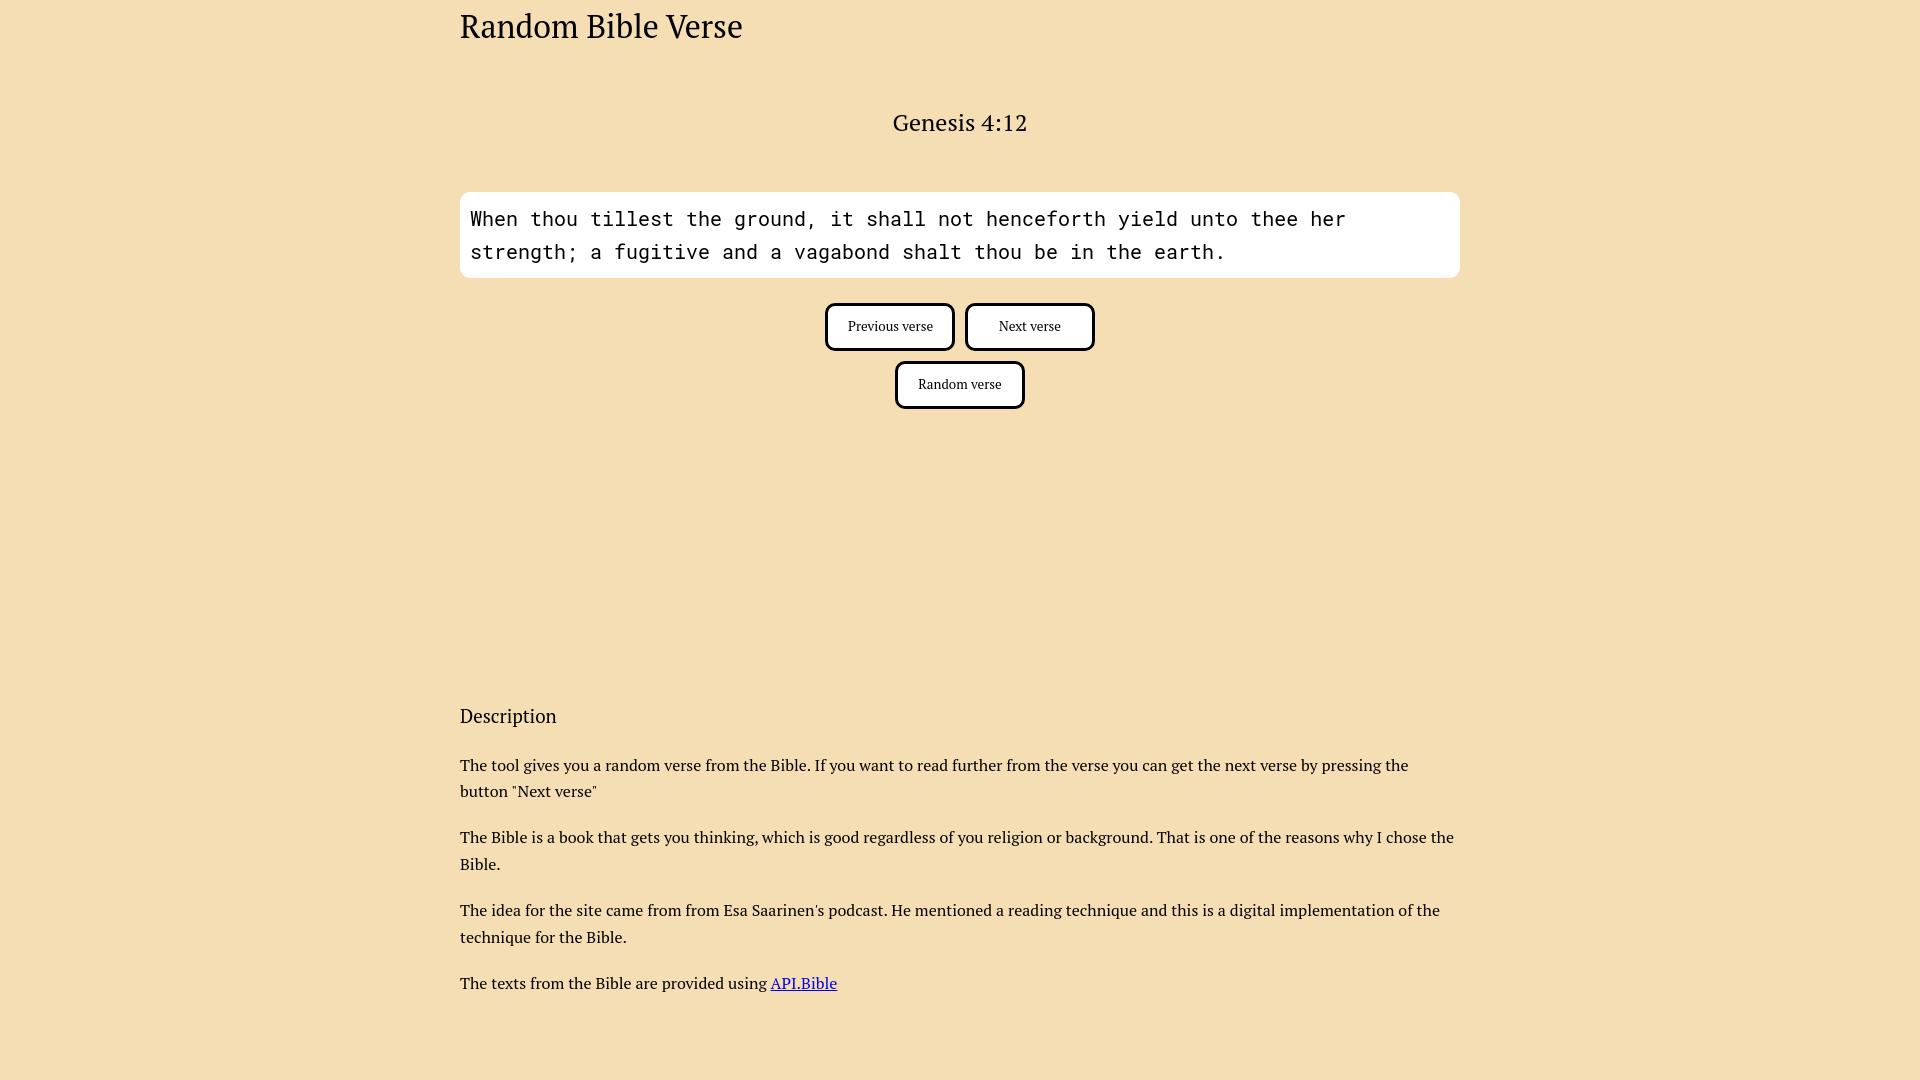 Random Bible Verse
Genesis 4:12
When thou tillest the ground, it shall not henceforth yield unto thee her
strength; a fugitive and a vagabond shalt thou be in the earth.
Previous verse
Next verse
Random verse
Description
The tool gives you a random verse from the Bible. If you want to read further from the verse you can get the next verse by pressing the
button "Next verse"
The Bible is a book that gets you thinking, which is good regardless of you religion or background. That is one of the reasons why I chose the
Bible.
The idea for the site came from from Esa Saarinen's podcast. He mentioned a reading technique and this is a digital implementation of the
technique for the Bible.
The texts from the Bible are provided using API.Bible